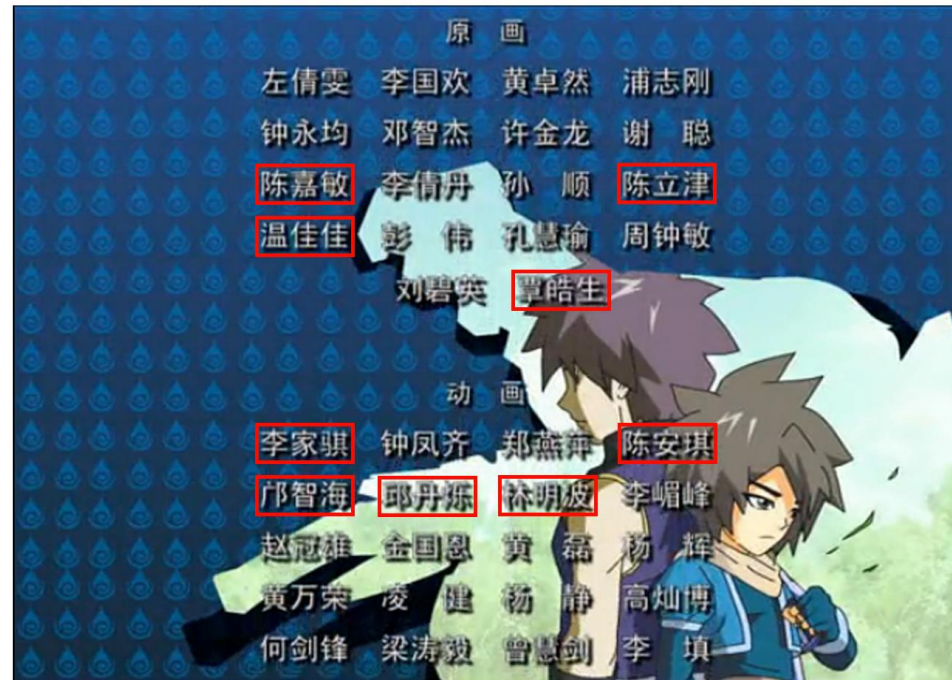 原 画
左倩雯 李国欢 黄卓然 浦志刚
钟永均 邓智杰 许金龙 谢 聪
陈嘉敏 李倩丹 孙 顺 陈立津
温佳佳 彭 伟 孔慧瑜 周钟敏
刘碧英 覃皓生
动 画
李家骐 钟凤齐 郑燕萍 陈安琪
邝智海 邱丹烁 林明波 李嵋峰
赵冠雄 金国恩 黄 磊 杨 辉
黄万荣 凌 健 杨 静 高灿博
何剑锋 梁涛毅 曾慧剑 李 填